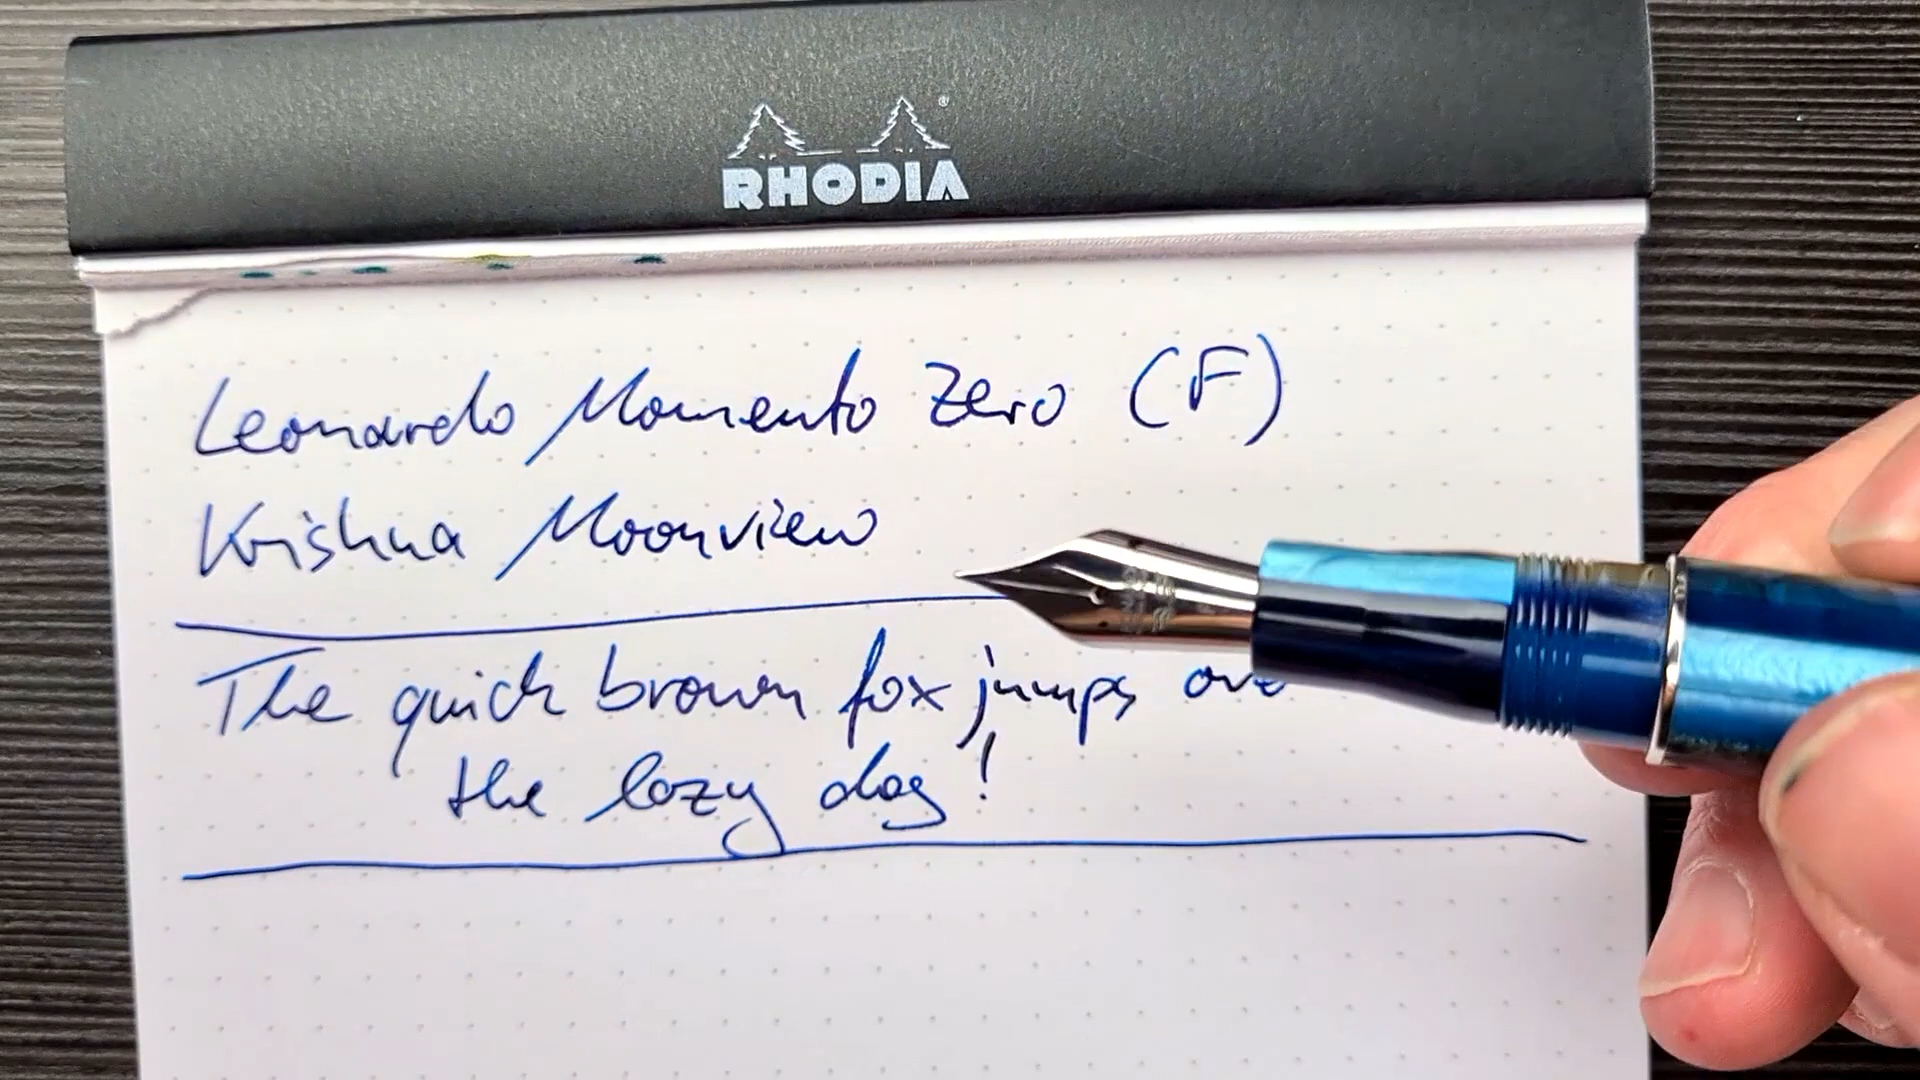 RHODIA
Leonardo Momento Zero (F)
Krishna Moonview
The quick brown fox jumps
the lazy dog!